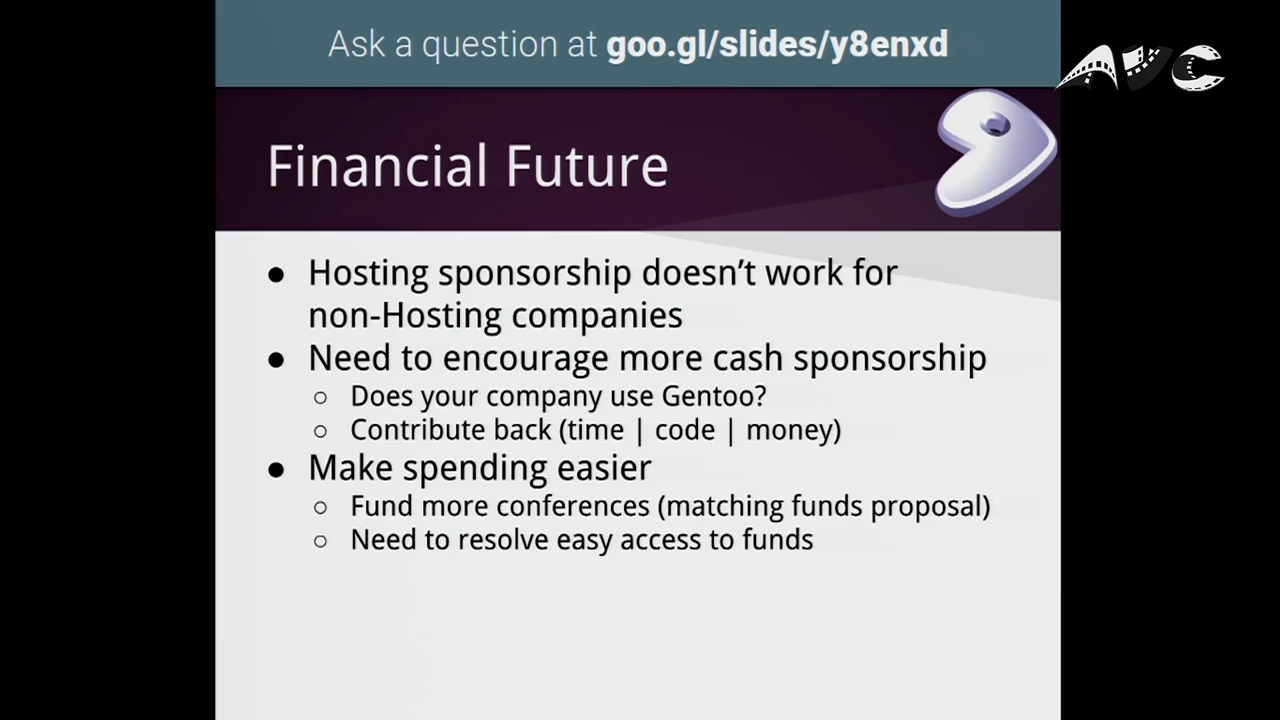 Ask a question at goo.gl/slides/y8enxd
AVC
Financial Future
● Hosting sponsorship doesn’t work for
non-Hosting companies
● Need to encourage more cash sponsorship
○ Does your company use Gentoo?
○ Contribute back (time | code | money)
● Make spending easier
○ Fund more conferences (matching funds proposal)
○ Need to resolve easy access to funds